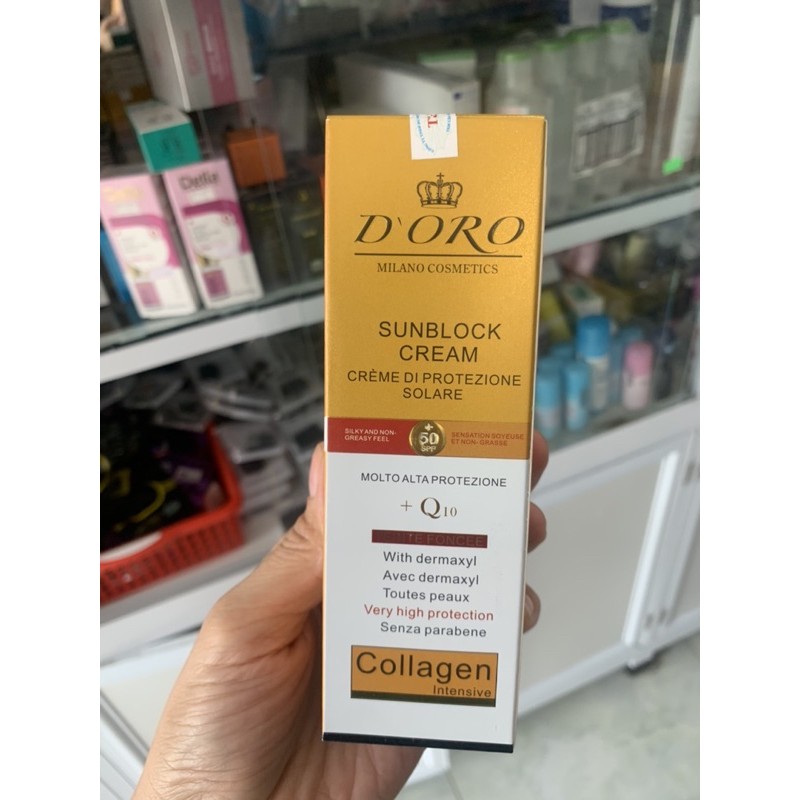 D'ORO
MILANO COSMETICS
SUNBLOCK
CREAM
CRÈME DI PROTEZIONE
SOLARE
SILKY AND NON-
GREASY FEEL
+
50
SPF
SENSATION SOYEUSE
ET NON- GRASSE
MOLTO ALTA PROTEZIONE
+ Q10
FONCEE
With dermaxyl
Avec dermaxyl
Toutes peaux
Very high protection
Senza parabene
Collagen
Intensive
Delia